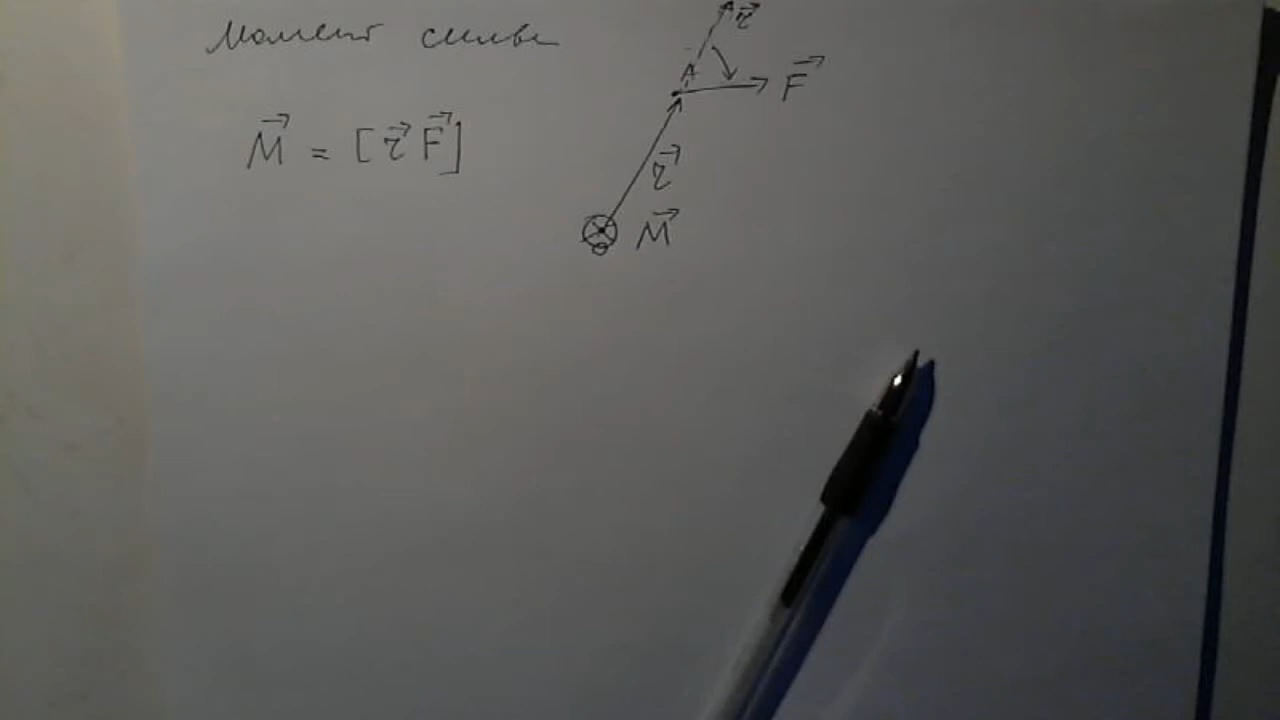 Момент силы
r⃗
A
F⃗
M⃗ = [r⃗ F⃗]
r⃗
M⃗
O